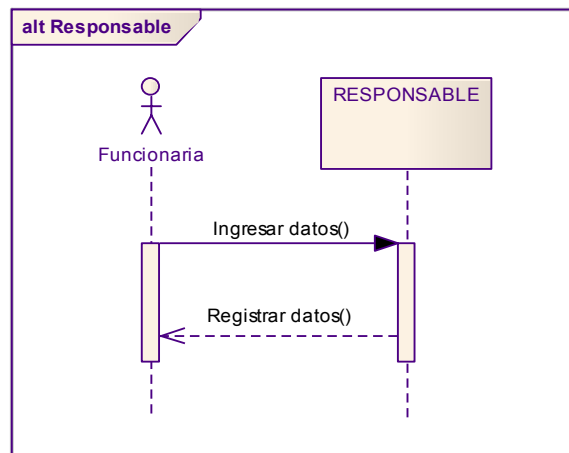 alt Responsable
RESPONSABLE
Funcionaria
Ingresar datos()
Registrar datos()